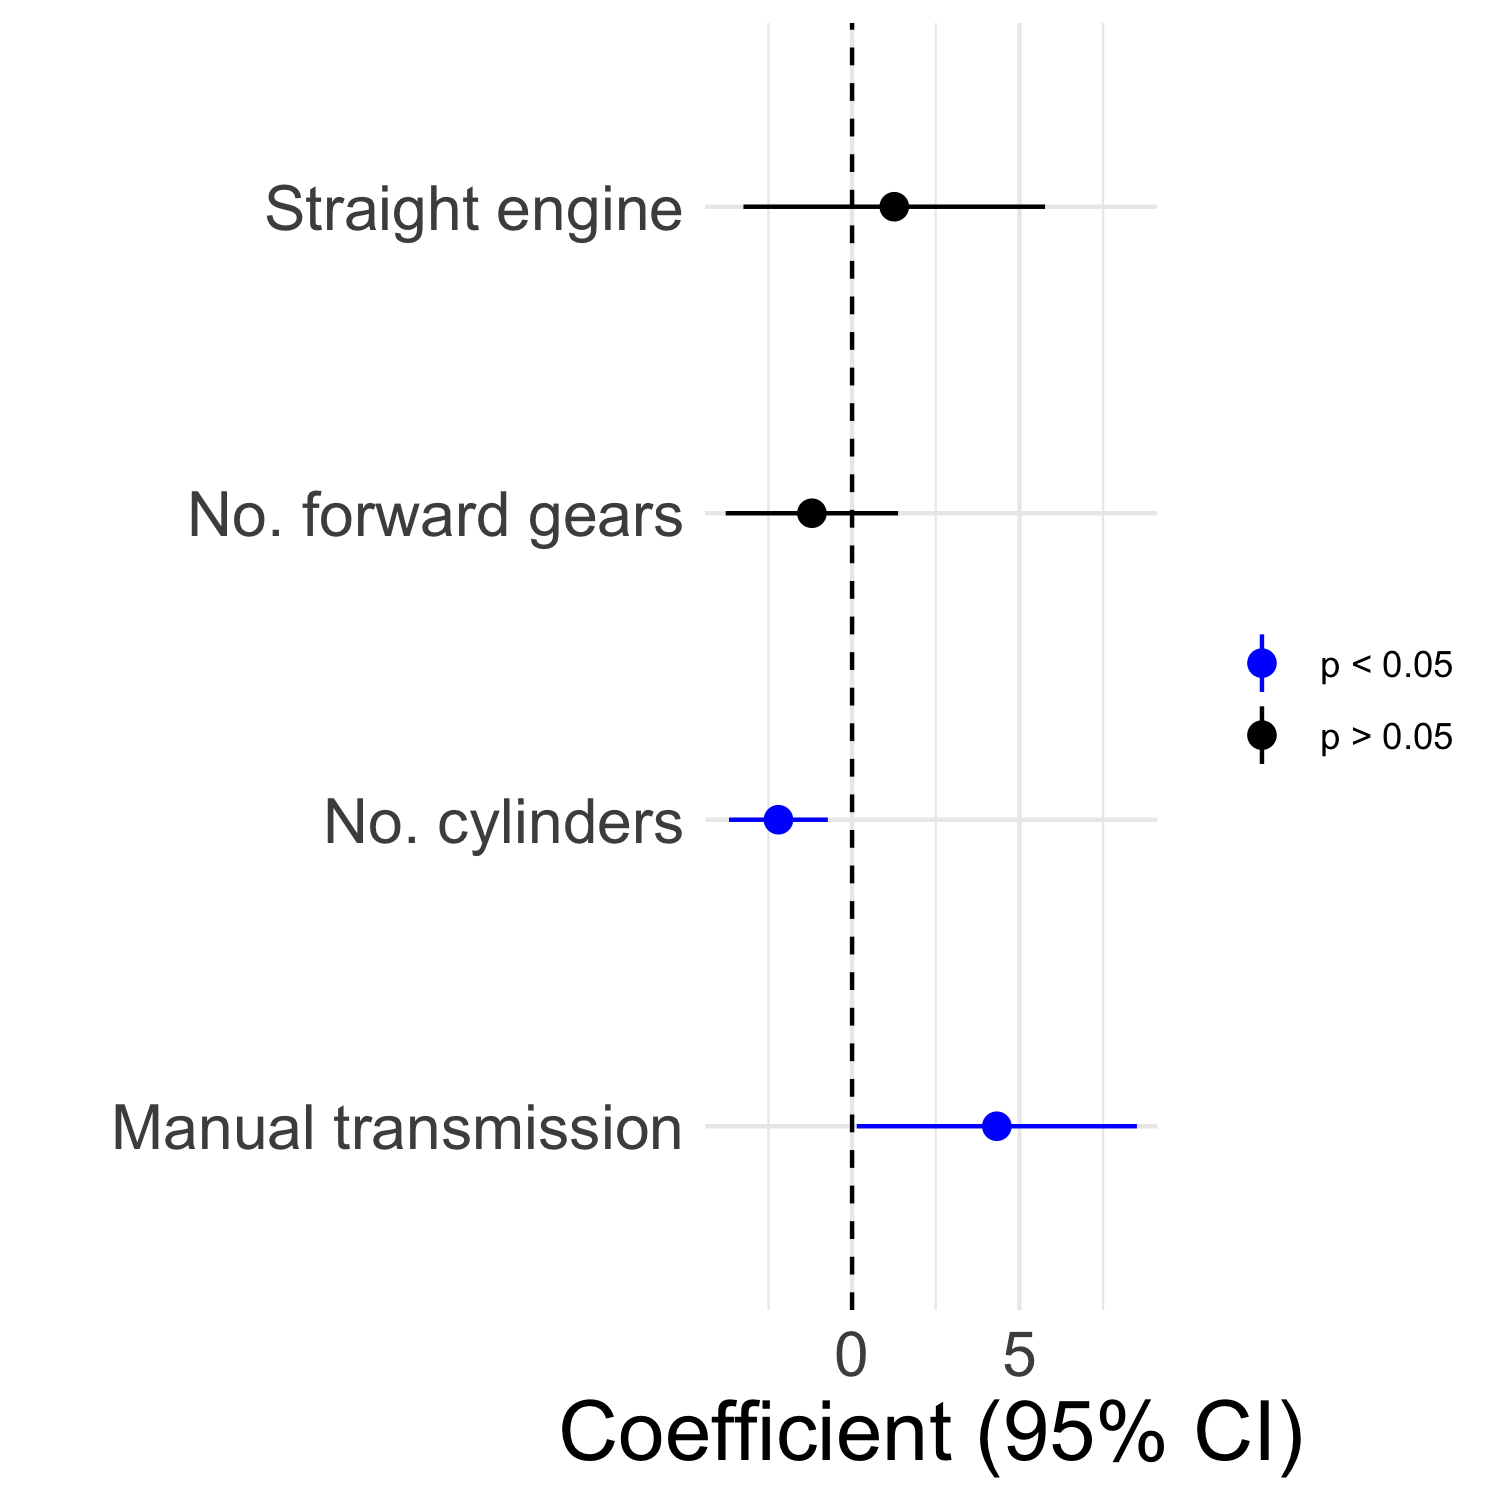 Straight engine
No. forward gears
No. cylinders
Manual transmission
0 5
Coefficient (95% CI)
p < 0.05
p > 0.05